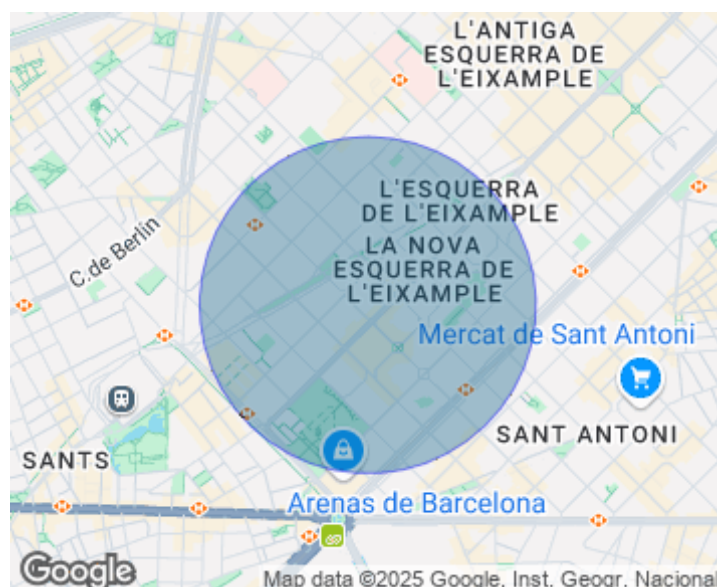 L'ANTIGA
ESQUERRA DE
L'EIXAMPLE
L'ESQUERRA
DE L'EIXAMPLE
C. de Berlín
LA NOVA
ESQUERRA DE
L'EIXAMPLE
Mercat de Sant Antoni
SANT ANTONI
SANTS
Arenas de Barcelona
Google
Map data ©2025 Google, Inst. Geogr. Nacional